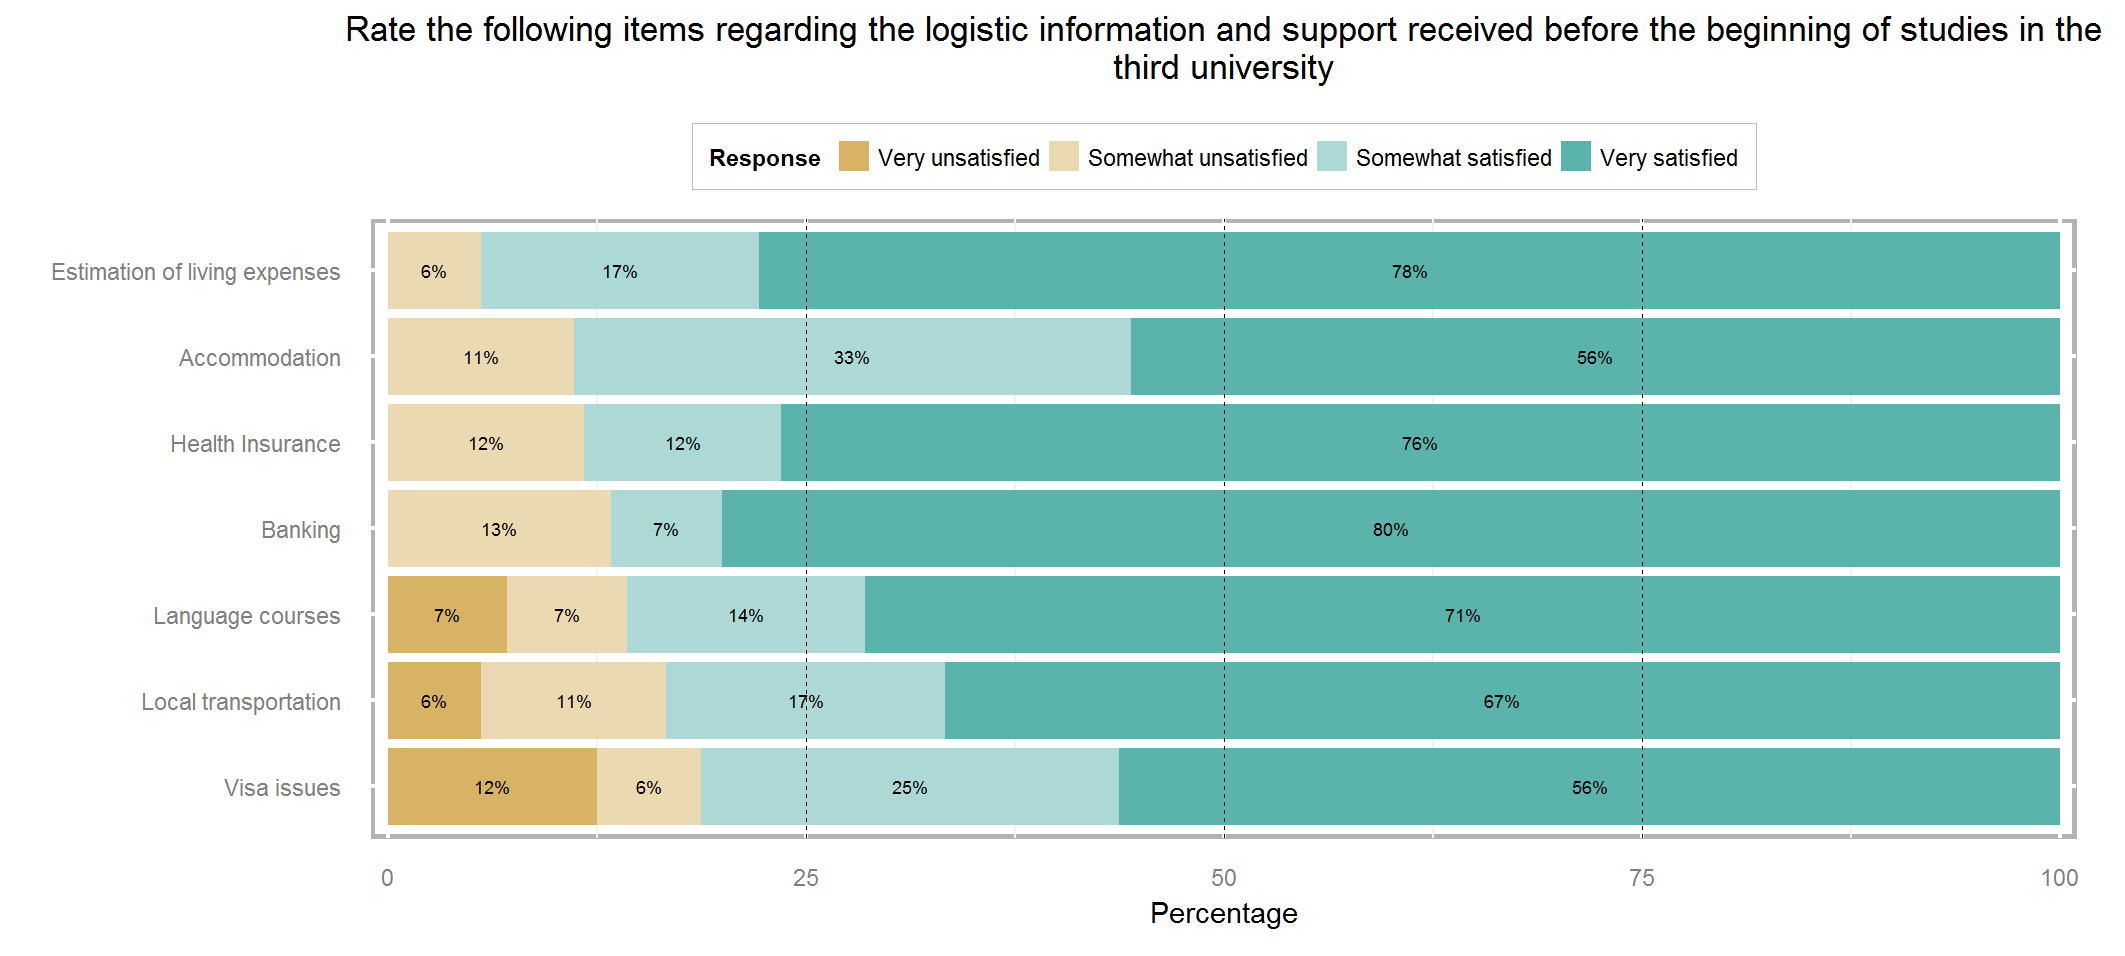 Rate the following items regarding the logistic information and support received before the beginning of studies in the
third university
Response Very unsatisfied Somewhat unsatisfied Somewhat satisfied Very satisfied
Estimation of living expenses 6% 17% 78%
Accommodation 11% 33% 56%
Health Insurance 12% 12% 76%
Banking 13% 7% 80%
Language courses 7% 7% 14% 71%
Local transportation 6% 11% 17% 67%
Visa issues 12% 6% 25% 56%
0 25 50 75 100
Percentage